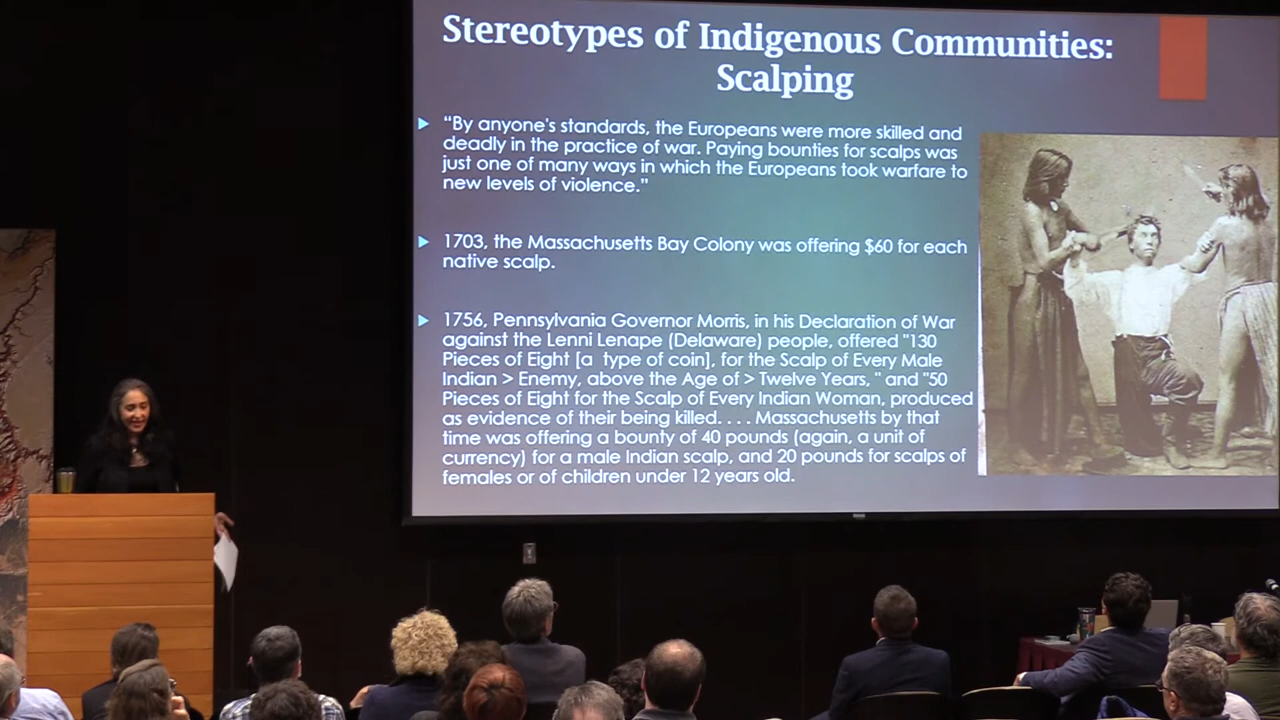 Stereotypes of Indigenous Communities:
Scalping
"By anyone's standards, the Europeans were more skilled and
deadly in the practice of war. Paying bounties for scalps was
just one of many ways in which the Europeans took warfare to
new levels of violence."
1703, the Massachusetts Bay Colony was offering $60 for each
native scalp.
1756, Pennsylvania Governor Morris, in his Declaration of War
against the Lenni Lenape (Delaware) people, offered "130
Pieces of Eight [a type of coin], for the Scalp of Every Male
Indian > Enemy, above the Age of > Twelve Years, " and "50
Pieces of Eight for the Scalp of Every Indian Woman, produced
as evidence of their being killed. . . . Massachusetts by that
time was offering a bounty of 40 pounds (again, a unit of
currency) for a male Indian scalp, and 20 pounds for scalps of
females or of children under 12 years old.